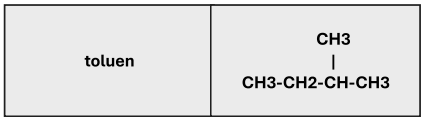 toluen
CH3
|
CH3-CH2-CH-CH3